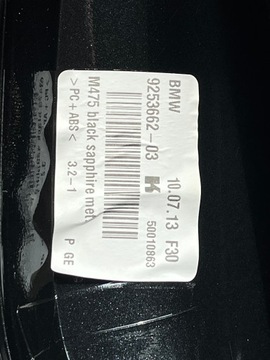 BMW 10.07.13 F30
9253662-03 K 50010863
M475 black sapphire met.
>PC+ABS< 3.2-1 P GE